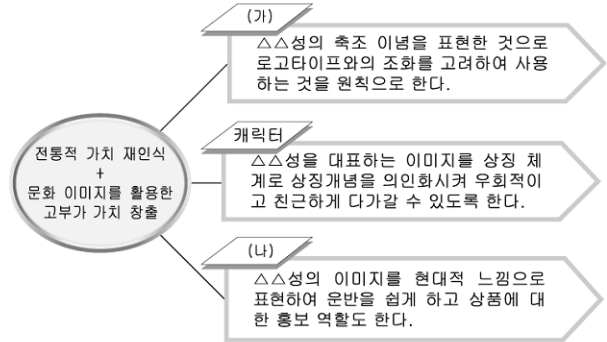 (가)
△△성의 축조 이념을 표현한 것으로
로고타이프와의 조화를 고려하여 사용
하는 것을 원칙으로 한다.
전통적 가치 재인식
+
문화 이미지를 활용한
고부가 가치 창출
캐릭터
△△성을 대표하는 이미지를 상징 체
계로 상징개념을 의인화시켜 우회적이
고 친근하게 다가갈 수 있도록 한다.
(나)
△△성의 이미지를 현대적 느낌으로
표현하여 운반을 쉽게 하고 상품에 대
한 홍보 역할도 한다.